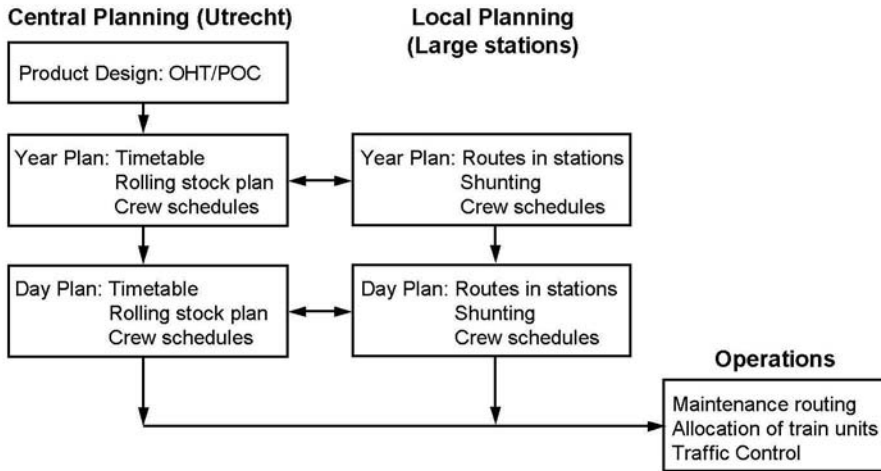 Central Planning (Utrecht)
Local Planning
(Large stations)
Product Design: OHT/POC
Year Plan: Timetable
Rolling stock plan
Crew schedules
Year Plan: Routes in stations
Shunting
Crew schedules
Day Plan: Timetable
Rolling stock plan
Crew schedules
Day Plan: Routes in stations
Shunting
Crew schedules
Operations
Maintenance routing
Allocation of train units
Traffic Control